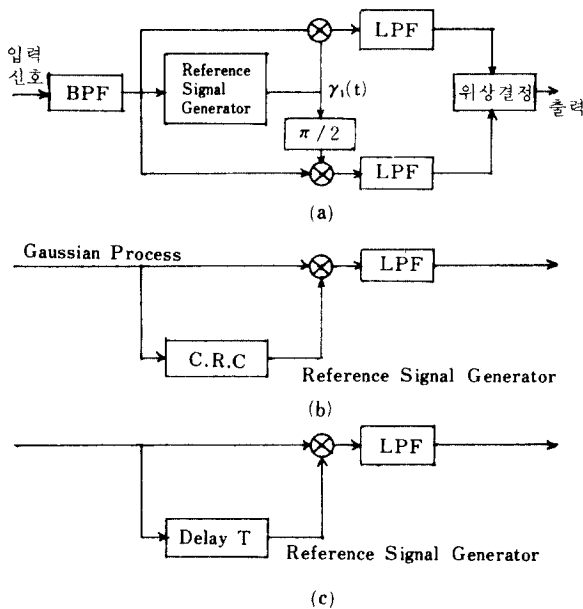 입력
신호
BPF
Reference
Signal
Generator
γ₁(t)
π/2
LPF
LPF
위상결정
출력
(a)
Gaussian Process
LPF
C.R.C
Reference Signal Generator
(b)
LPF
Delay T
Reference Signal Generator
(c)